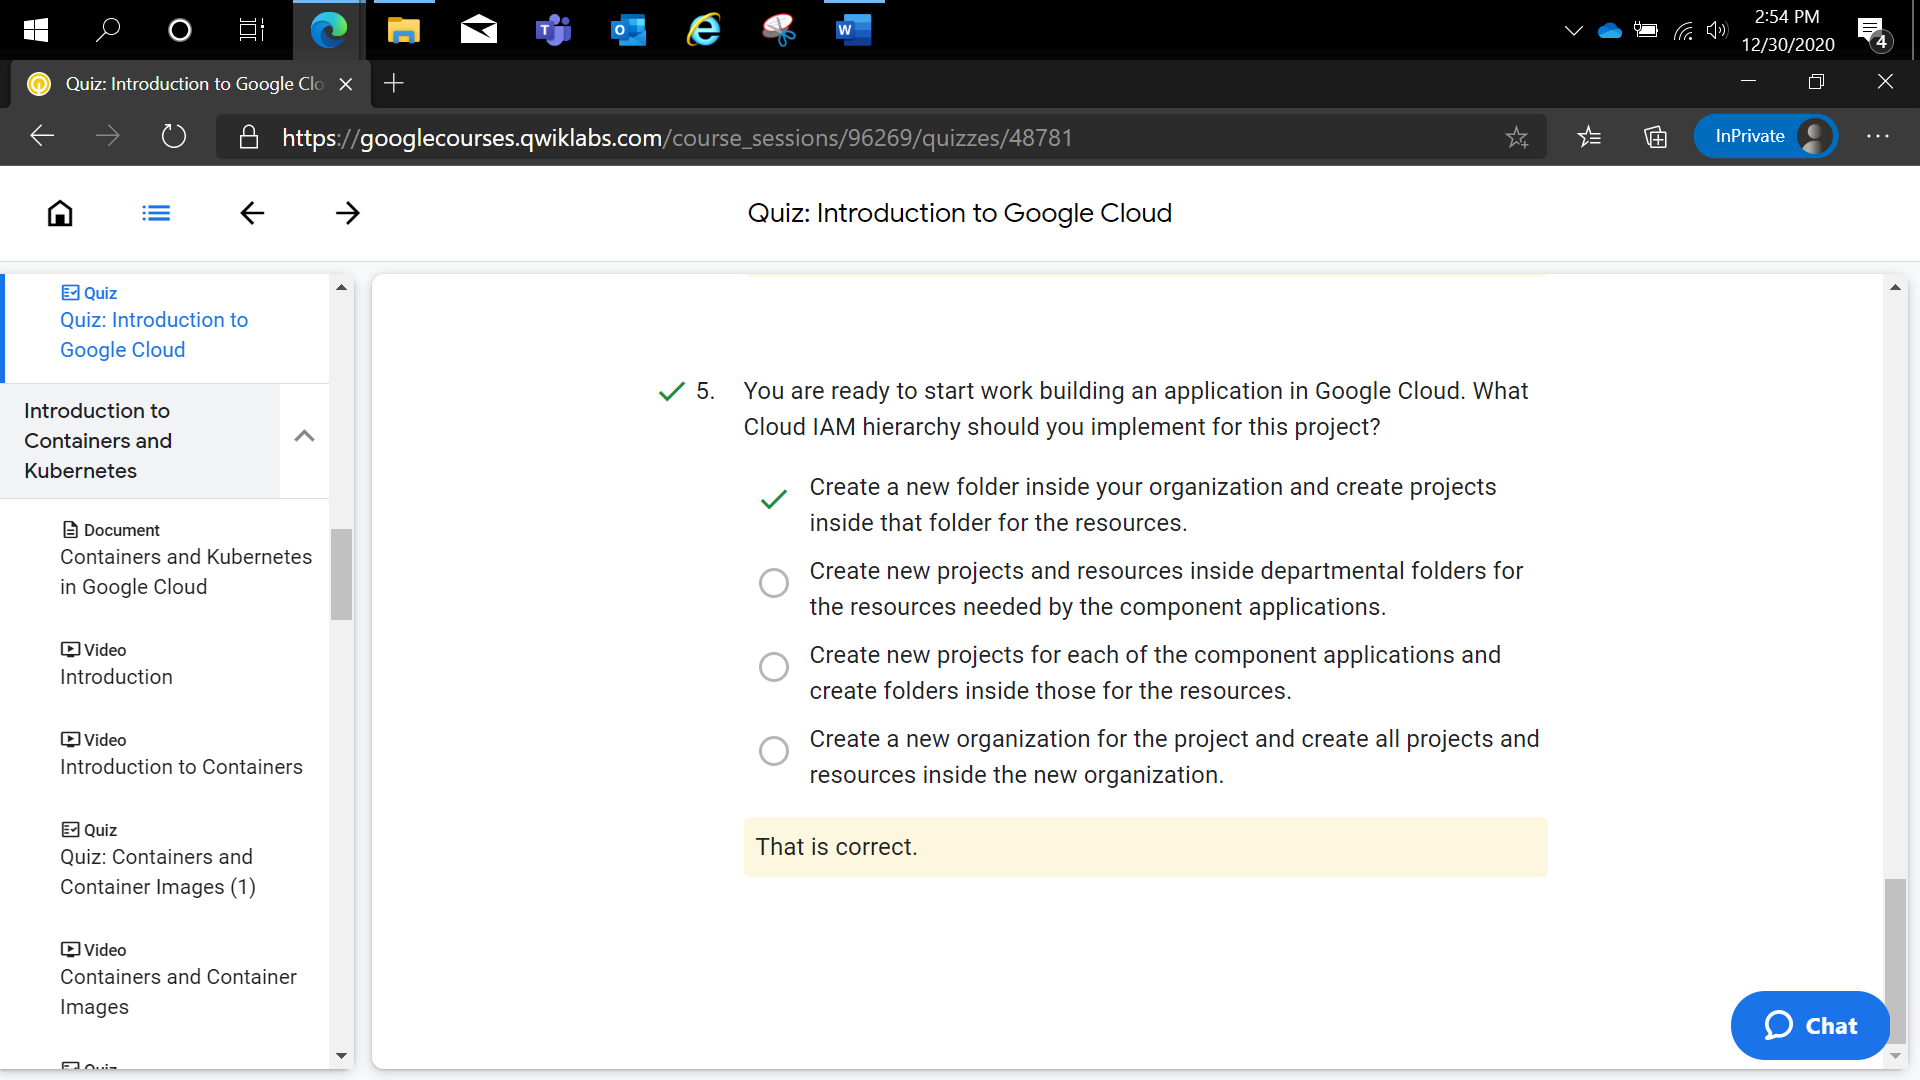 2:54 PM
12/30/2020
4
Quiz: Introduction to Google Clo
https://googlecourses.qwiklabs.com/course_sessions/96269/quizzes/48781
InPrivate
Quiz: Introduction to Google Cloud
Quiz
Quiz: Introduction to
Google Cloud
Introduction to
Containers and
Kubernetes
Document
Containers and Kubernetes
in Google Cloud
Video
Introduction
Video
Introduction to Containers
Quiz
Quiz: Containers and
Container Images (1)
Video
Containers and Container
Images
Quiz
5. You are ready to start work building an application in Google Cloud. What
Cloud IAM hierarchy should you implement for this project?
Create a new folder inside your organization and create projects
inside that folder for the resources.
Create new projects and resources inside departmental folders for
the resources needed by the component applications.
Create new projects for each of the component applications and
create folders inside those for the resources.
Create a new organization for the project and create all projects and
resources inside the new organization.
That is correct.
Chat